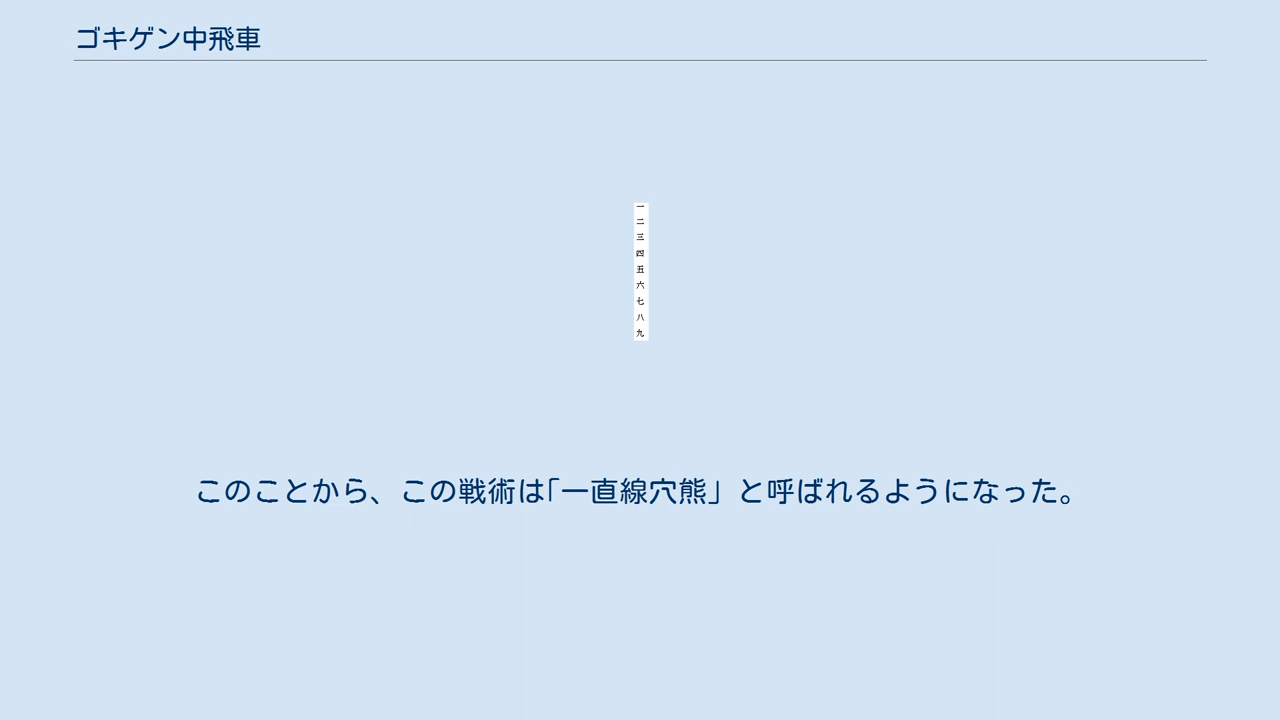 ゴキゲン中飛車
一
二
三
四
五
六
七
八
九
このことから、この戦術は「一直線穴熊」と呼ばれるようになった。